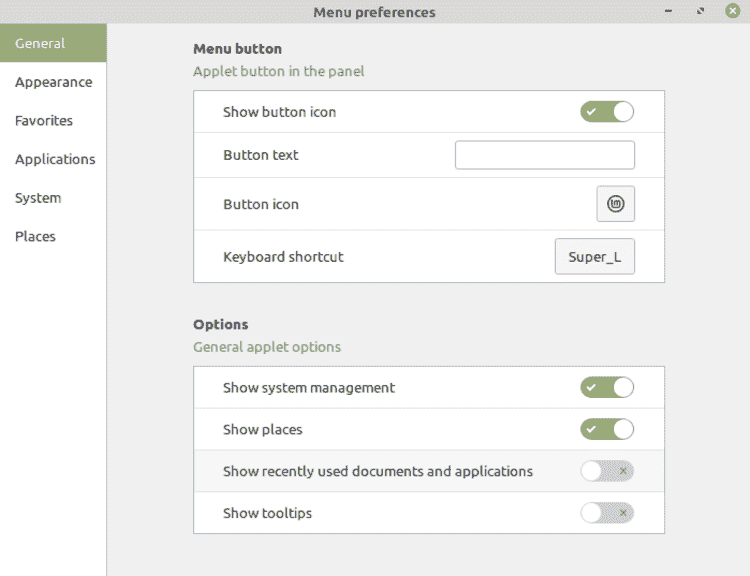 Menu preferences
General
Appearance
Favorites
Applications
System
Places
Menu button
Applet button in the panel
Show button icon
Button text
Button icon
Keyboard shortcut
Super_L
Options
General applet options
Show system management
Show places
Show recently used documents and applications
Show tooltips